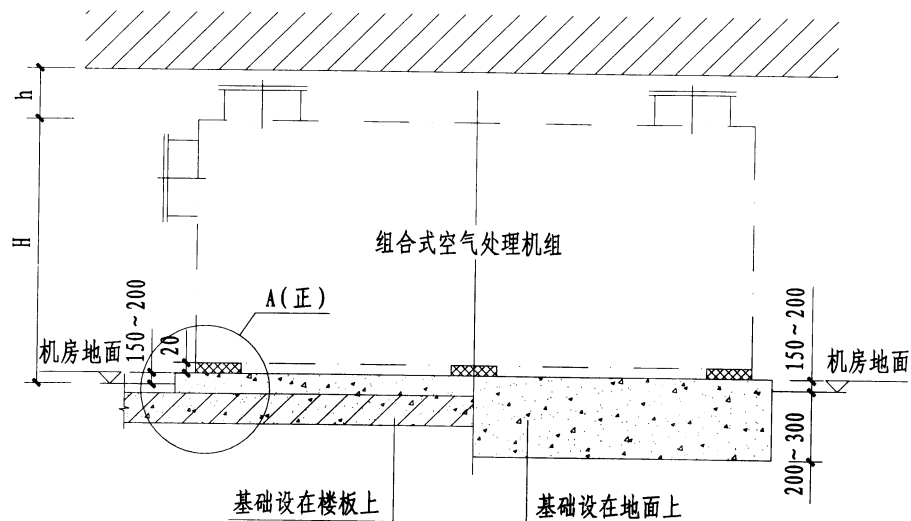 h
H
组合式空气处理机组
A(正)
150~200
20
机房地面
150~200
机房地面
200~300
基础设在楼板上
基础设在地面上